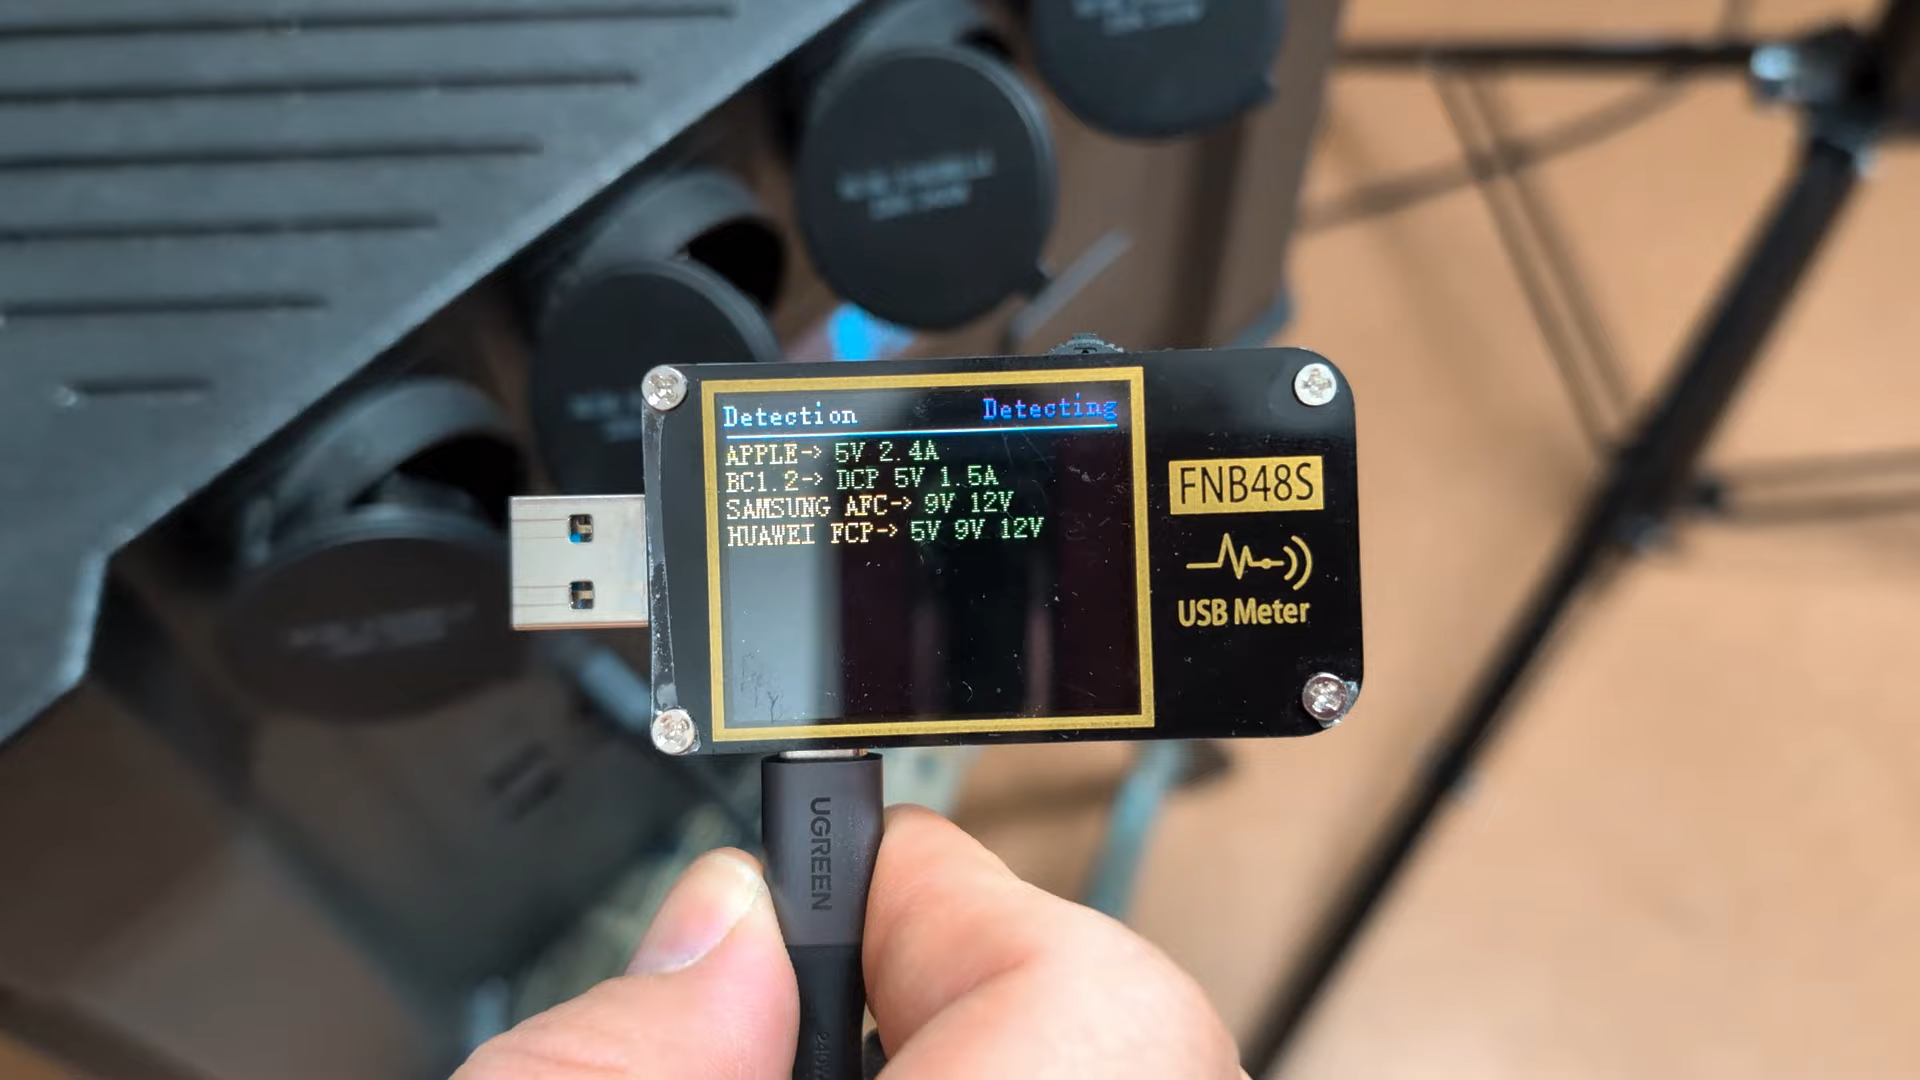 Detection Detecting
APPLE-> 5V 2.4A
BC1.2-> DCP 5V 1.5A
SAMSUNG AFC-> 9V 12V
HUAWEI FCP-> 5V 9V 12V
FNB48S
USB Meter
UGREEN